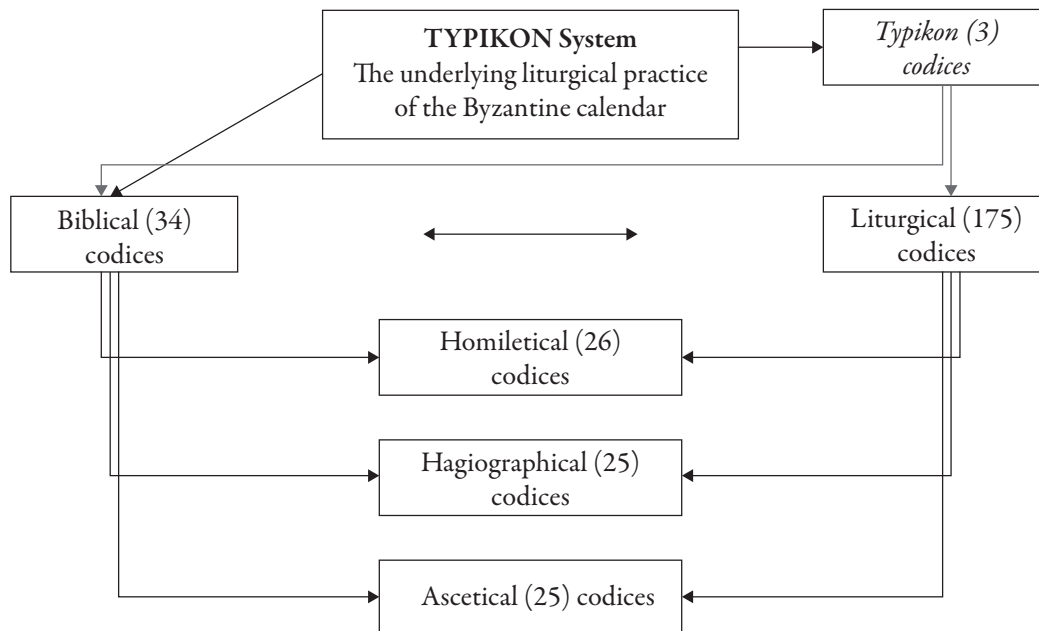 TYPIKON System
The underlying liturgical practice
of the Byzantine calendar
Typikon (3)
codices
Biblical (34)
codices
Liturgical (175)
codices
Homiletical (26)
codices
Hagiographical (25)
codices
Ascetical (25) codices